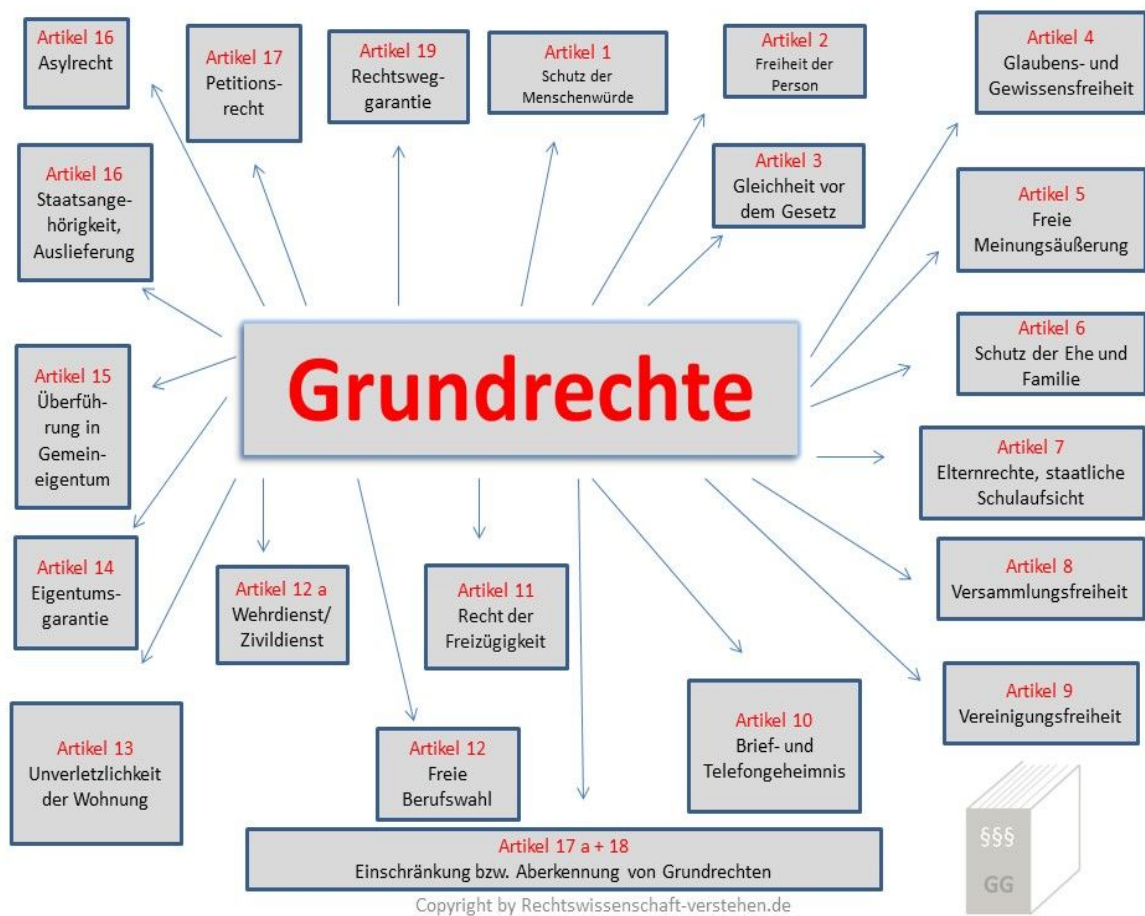 Artikel 16
Asylrecht
Artikel 17
Petitions-
recht
Artikel 19
Rechtsweg-
garantie
Artikel 1
Schutz der
Menschenwürde
Artikel 2
Freiheit der
Person
Artikel 4
Glaubens- und
Gewissensfreiheit
Artikel 16
Staatsange-
hörigkeit,
Auslieferung
Artikel 3
Gleichheit vor
dem Gesetz
Artikel 5
Freie
Meinungsäußerung
Artikel 6
Schutz der Ehe und
Familie
Grundrechte
Artikel 15
Überfüh-
rung in
Gemein-
eigentum
Artikel 7
Elternrechte, staatliche
Schulaufsicht
Artikel 14
Eigentums-
garantie
Artikel 12 a
Wehrdienst/
Zivildienst
Artikel 11
Recht der
Freizügigkeit
Artikel 8
Versammlungsfreiheit
Artikel 13
Unverletzlichkeit
der Wohnung
Artikel 12
Freie
Berufswahl
Artikel 10
Brief- und
Telefongeheimnis
Artikel 9
Vereinigungsfreiheit
Artikel 17 a + 18
Einschränkung bzw. Aberkennung von Grundrechten
§§§
GG
Copyright by Rechtswissenschaft-verstehen.de